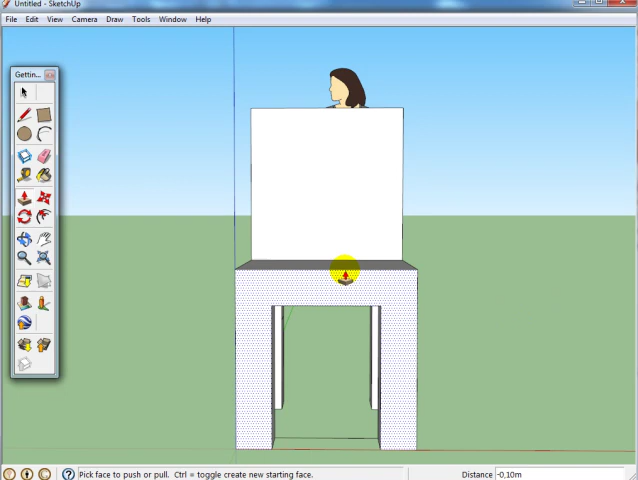 Untitled - SketchUp
File Edit View Camera Draw Tools Window Help
Gettin...
Pick face to push or pull. Ctrl = toggle create new starting face.
Distance -0,10m